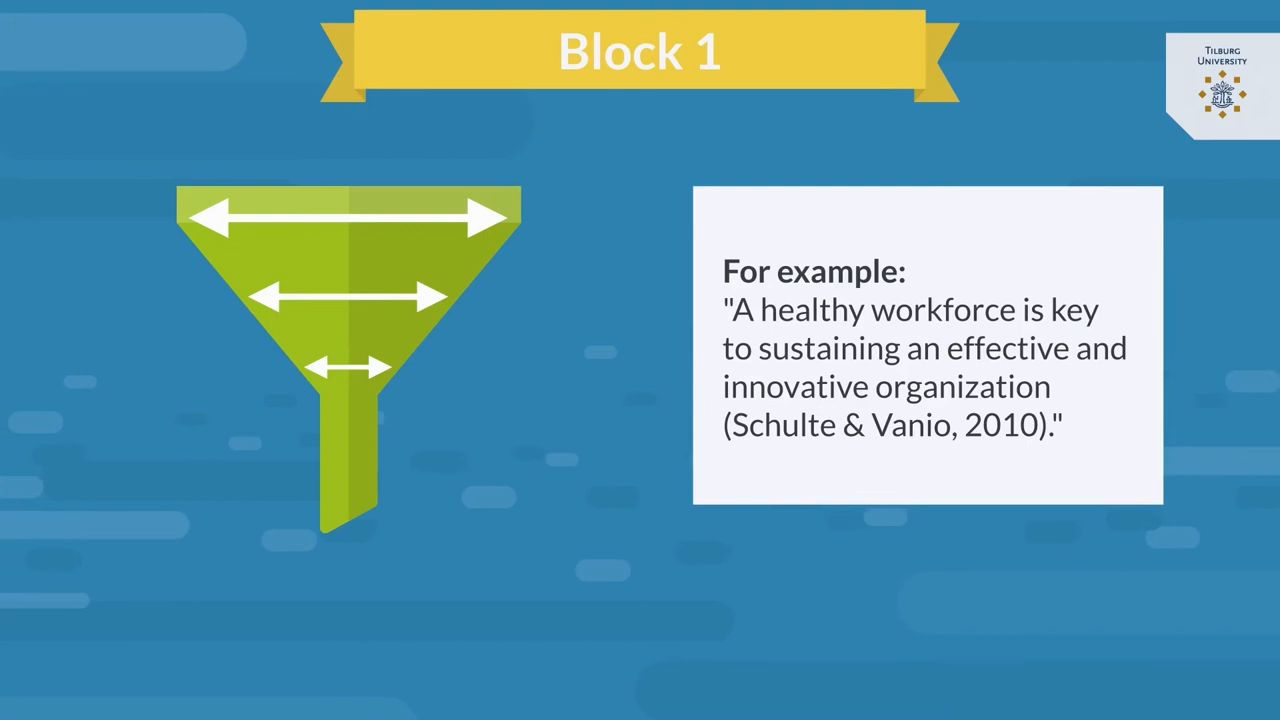 Block 1
TILBURG
UNIVERSITY
For example:
"A healthy workforce is key
to sustaining an effective and
innovative organization
(Schulte & Vanio, 2010)."